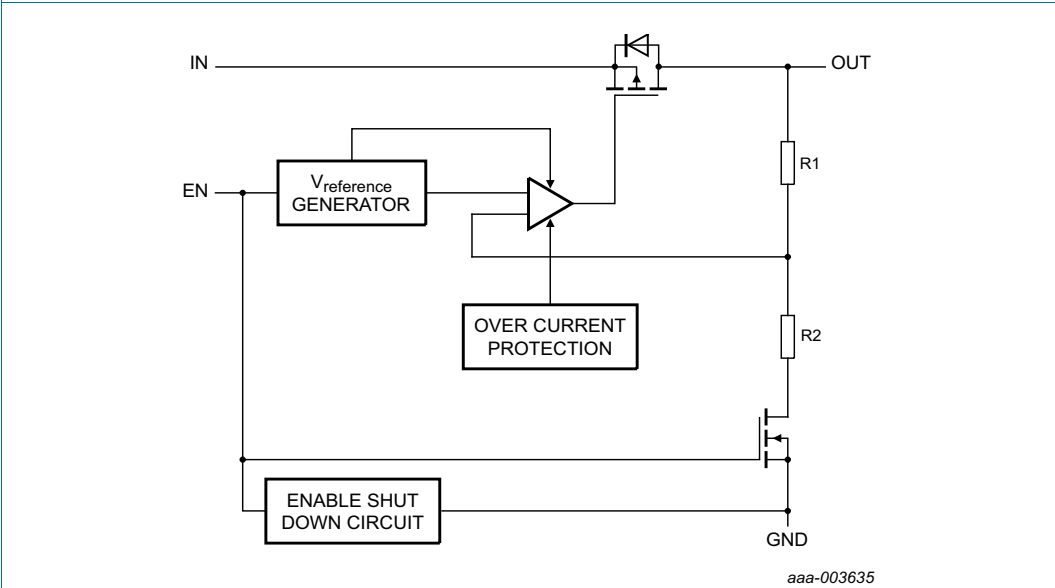 IN
OUT
R1
EN
Vreference
GENERATOR
OVER CURRENT
PROTECTION
R2
ENABLE SHUT
DOWN CIRCUIT
GND
aaa-003635